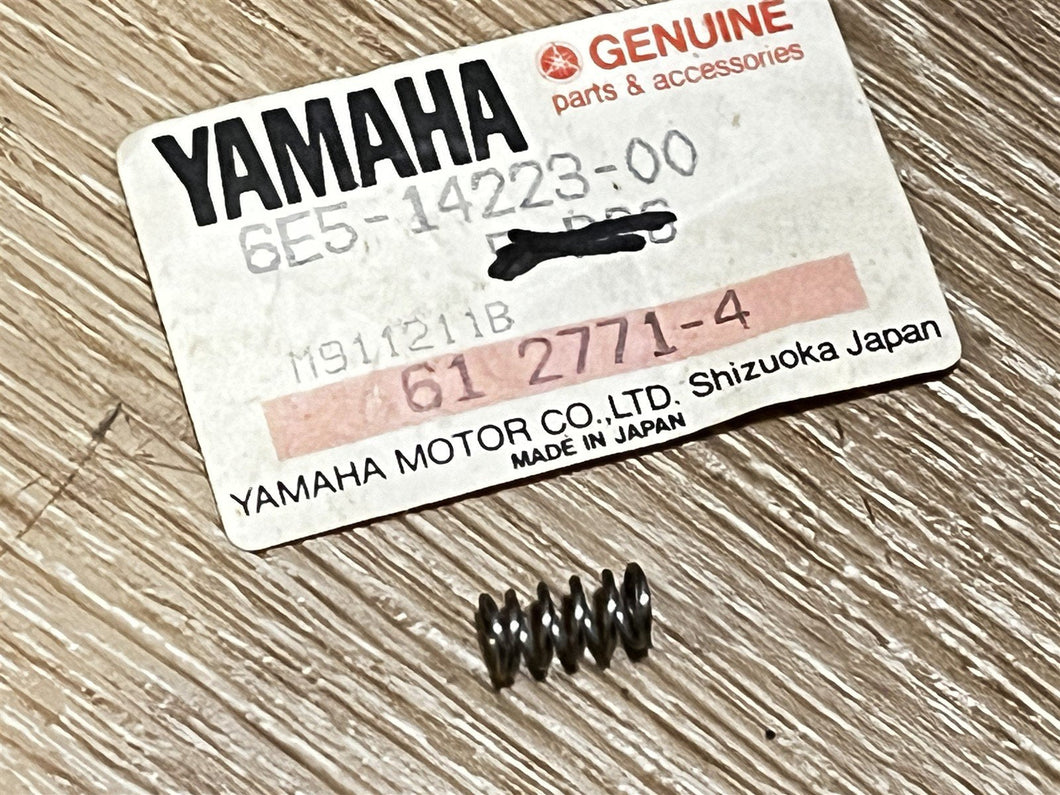 YAMAHA
GENUINE
parts & accessories
6E5-14223-00
M911211B
61 2771-4
YAMAHA MOTOR CO.,LTD. Shizuoka Japan
MADE IN JAPAN